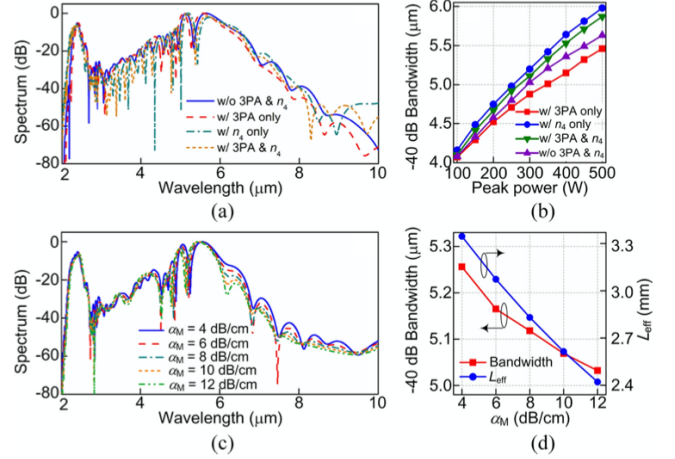 Spectrum (dB)
0
-20
-40
-60
-80
w/o 3PA & n4
w/ 3PA only
w/ n4 only
w/ 3PA & n4
2 4 6 8 10
Wavelength (μm)
(a)
-40 dB Bandwidth (μm)
6.0
5.5
5.0
4.5
4.0
w/ 3PA only
w/ n4 only
w/ 3PA & n4
w/o 3PA & n4
100 200 300 400 500
Peak power (W)
(b)
Spectrum (dB)
0
-20
-40
-60
-80
αM = 4 dB/cm
αM = 6 dB/cm
αM = 8 dB/cm
αM = 10 dB/cm
αM = 12 dB/cm
2 4 6 8 10
Wavelength (μm)
(c)
-40 dB Bandwidth (μm)
5.3
5.2
5.1
5.0
Bandwidth
Leff
3.3
3.0
2.7
2.4
Leff (mm)
4 6 8 10 12
αM (dB/cm)
(d)